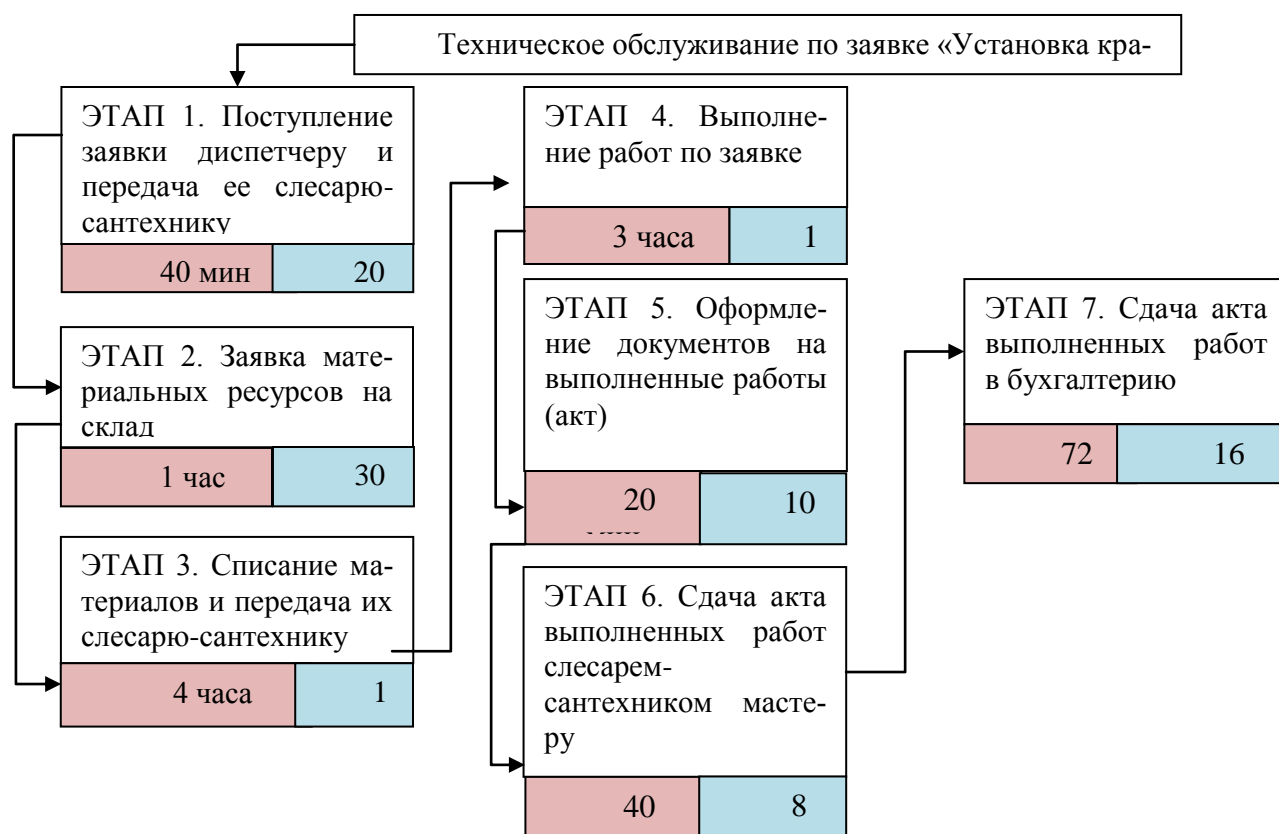 Техническое обслуживание по заявке «Установка кра-
ЭТАП 1. Поступление
заявки диспетчеру и
передача ее слесарю-
сантехнику
40 мин
20
ЭТАП 2. Заявка мате-
риальных ресурсов на
склад
1 час
30
ЭТАП 3. Списание ма-
териалов и передача их
слесарю-сантехнику
4 часа
1
ЭТАП 4. Выполне-
ние работ по заявке
3 часа
1
ЭТАП 5. Оформле-
ние документов на
выполненные работы
(акт)
20
10
ЭТАП 6. Сдача акта
выполненных работ
слесарем-
сантехником масте-
ру
40
8
ЭТАП 7. Сдача акта
выполненных работ
в бухгалтерию
72
16